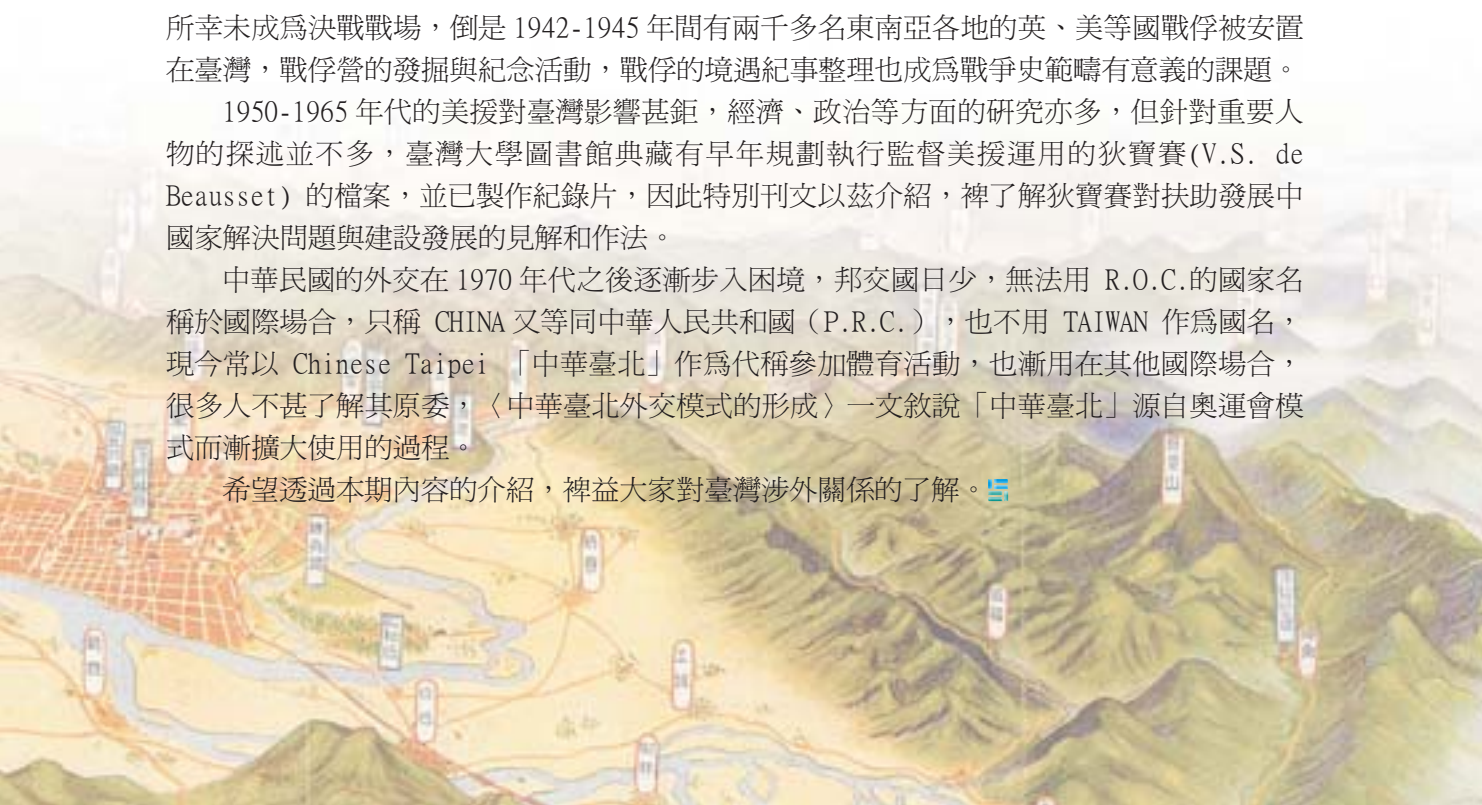 所幸未成爲決戰戰場，倒是 1942-1945 年間有兩千多名東南亞各地的英、美等國戰俘被安置
在臺灣，戰俘營的發掘與紀念活動，戰俘的境遇紀事整理也成爲戰爭史範疇有意義的課題。
1950-1965 年代的美援對臺灣影響甚鉅，經濟、政治等方面的研究亦多，但針對重要人
物的探述並不多，臺灣大學圖書館典藏有早年規劃執行監督美援運用的狄寶賽(V.S. de
Beausset) 的檔案，並已製作紀錄片，因此特別刊文以茲介紹，裨了解狄寶賽對扶助發展中
國家解決問題與建設發展的見解和作法。
中華民國的外交在 1970 年代之後逐漸步入困境，邦交國日少，無法用 R.O.C.的國家名
稱於國際場合，只稱 CHINA 又等同中華人民共和國（P.R.C.），也不用 TAIWAN 作爲國名，
現今常以 Chinese Taipei 「中華臺北」作爲代稱參加體育活動，也漸用在其他國際場合，
很多人不甚了解其原委，〈中華臺北外交模式的形成〉一文敘說「中華臺北」源自奧運會模
式而漸擴大使用的過程。
希望透過本期內容的介紹，裨益大家對臺灣涉外關係的了解。